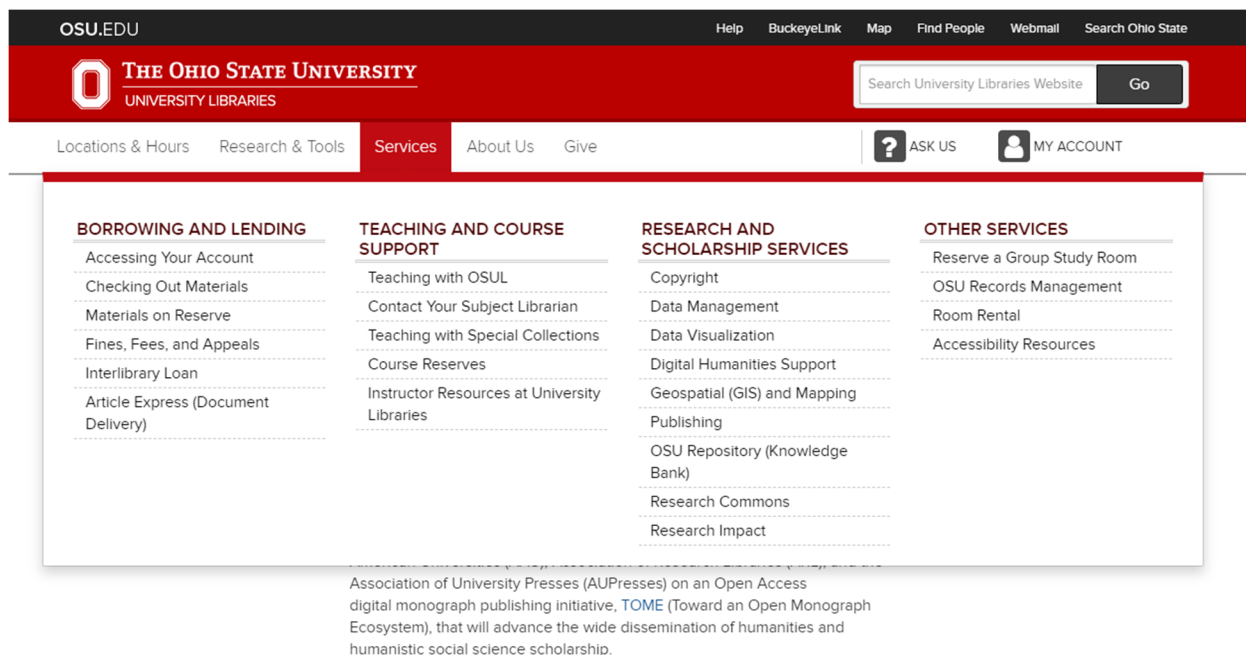 OSU.EDU
Help BuckeyeLink Map Find People Webmail Search Ohio State
THE OHIO STATE UNIVERSITY
UNIVERSITY LIBRARIES
Search University Libraries Website Go
Locations & Hours Research & Tools Services About Us Give
? ASK US MY ACCOUNT
BORROWING AND LENDING
Accessing Your Account
Checking Out Materials
Materials on Reserve
Fines, Fees, and Appeals
Interlibrary Loan
Article Express (Document
Delivery)
TEACHING AND COURSE
SUPPORT
Teaching with OSUL
Contact Your Subject Librarian
Teaching with Special Collections
Course Reserves
Instructor Resources at University
Libraries
RESEARCH AND
SCHOLARSHIP SERVICES
Copyright
Data Management
Data Visualization
Digital Humanities Support
Geospatial (GIS) and Mapping
Publishing
OSU Repository (Knowledge
Bank)
Research Commons
Research Impact
OTHER SERVICES
Reserve a Group Study Room
OSU Records Management
Room Rental
Accessibility Resources
Association of University Presses (AUPresses) on an Open Access
digital monograph publishing initiative, TOME (Toward an Open Monograph
Ecosystem), that will advance the wide dissemination of humanities and
humanistic social science scholarship.